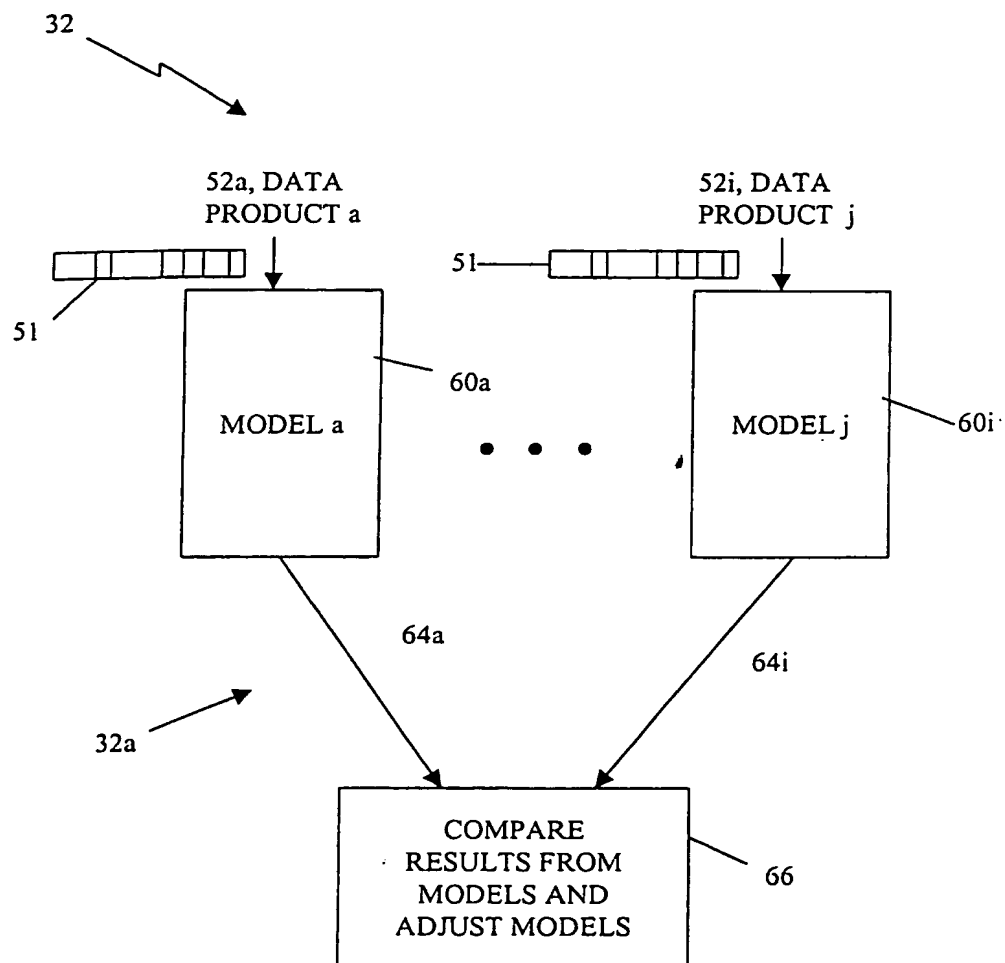 32
52a, DATA
PRODUCT a
52i, DATA
PRODUCT j
51
51
60a
MODEL a
MODEL j
60i
64a
64i
32a
COMPARE
RESULTS FROM
MODELS AND
ADJUST MODELS
66